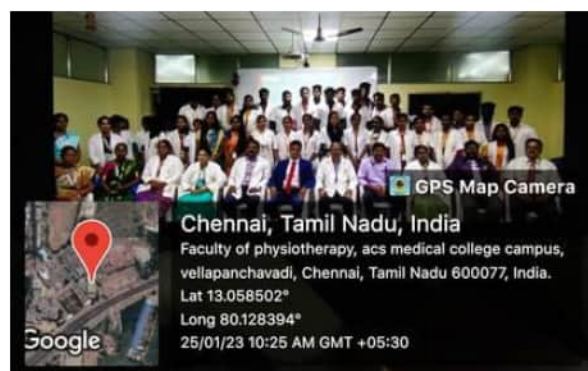 GPS Map Camera
Chennai, Tamil Nadu, India
Faculty of physiotherapy, acs medical college campus,
vellapanchavadi, Chennai, Tamil Nadu 600077, India.
Lat 13.058502°
Long 80.128394°
25/01/23 10:25 AM GMT +05:30
Google